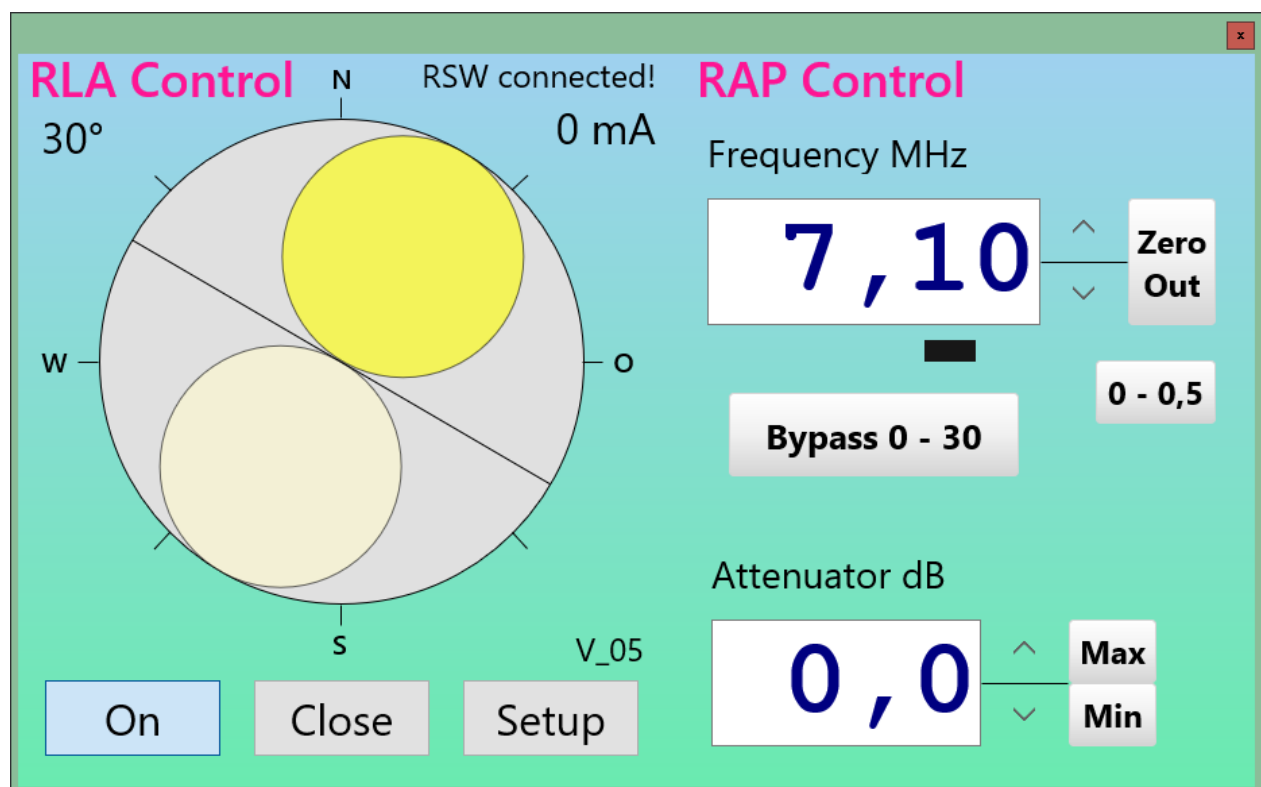 x
RLA Control
N
RSW connected!
30°
0 mA
W
O
S
V_05
On
Close
Setup
RAP Control
Frequency MHz
7,10
Zero
Out
0 - 0,5
Bypass 0 - 30
Attenuator dB
0,0
Max
Min